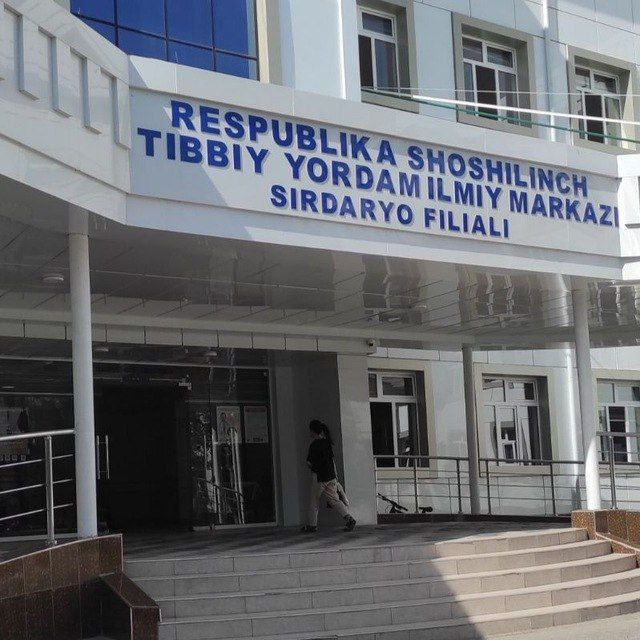 RESPUBLIKA SHOSHILINCH
TIBBIY YORDAM ILMIY MARKAZI
SIRDARYO FILIALI